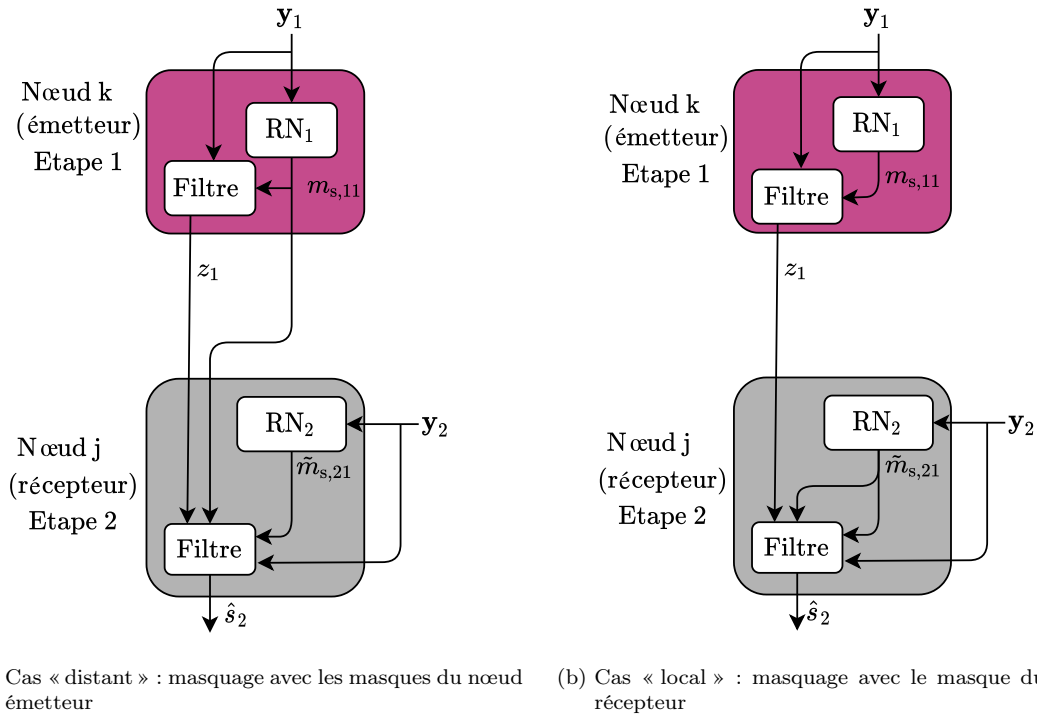 y1
Nœud k
(émetteur)
Etape 1
RN1
Filtre
ms,11
z1
Nœud j
(récepteur)
Etape 2
RN2
y2
m̃s,21
Filtre
ŝ2
Cas « distant » : masquage avec les masques du nœud
émetteur
y1
Nœud k
(émetteur)
Etape 1
RN1
Filtre
ms,11
z1
Nœud j
(récepteur)
Etape 2
RN2
y2
m̃s,21
Filtre
ŝ2
(b) Cas « local » : masquage avec le masque du
récepteur